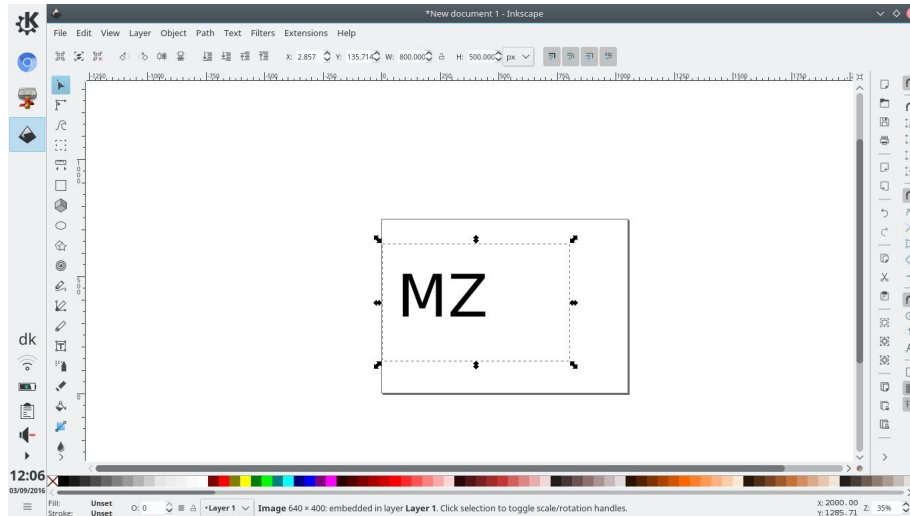 *New document 1 - Inkscape
File Edit View Layer Object Path Text Filters Extensions Help
X: 2.857 Y: 135.714 W: 800.000 H: 500.000 px
MZ
dk
12:06
03/09/2016
Fill: Unset
Stroke: Unset
O: 0
•Layer 1
Image 640 × 400: embedded in layer Layer 1. Click selection to toggle scale/rotation handles.
X: 2000.00
Y: 1285.71
Z: 35%